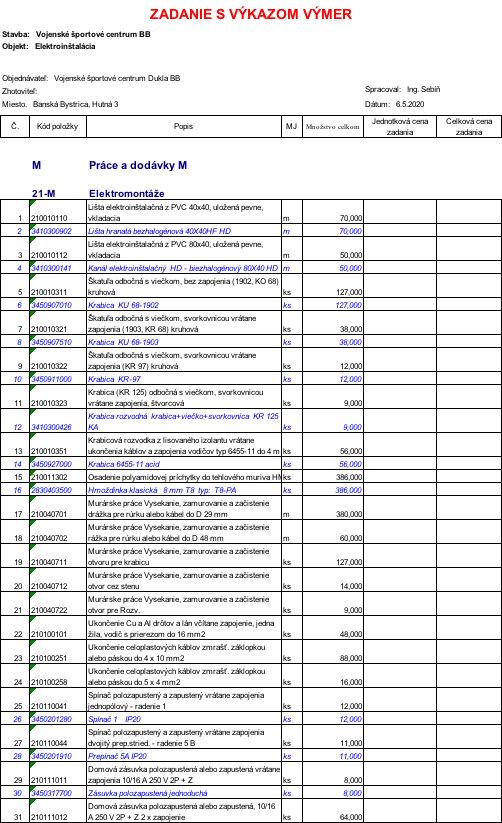 ZADANIE S VÝKAZOM VÝMER
Stavba: Vojenské športové centrum BB
Objekt: Elektroinštalácia
Objednávateľ: Vojenské športové centrum Dukla BB
Zhotoviteľ:
Spracoval: Ing. Sebíň
Miesto. Banská Bystrica, Hutná 3
Dátum: 6.5.2020
Č. Kód položky Popis MJ Množstvo celkom Jednotková cena zadania Celková cena zadania
M Práce a dodávky M
21-M Elektromontáže
Lišta elektroinštalačná z PVC 40x40, uložená pevne,
1 210010110 vkladacia m 70,000
2 3410300902 Lišta hranatá bezhalogénová 40X40HF HD m 70,000
Lišta elektroinštalačná z PVC 80x40, uložená pevne,
3 210010112 vkladacia m 50,000
4 3410300141 Kanál elektroinštalačný HD - biezhalogénový 80X40 HD m 50,000
Škatuľa odbočná s viečkom, bez zapojenia (1902, KO 68)
5 210010311 kruhová ks 127,000
6 3450907010 Krabica KU 68-1902 ks 127,000
Škatuľa odbočná s viečkom, svorkovnicou vrátane
7 210010321 zapojenia (1903, KR 68) kruhová ks 38,000
8 3450907510 Krabica KU 68-1903 ks 38,000
Škatuľa odbočná s viečkom, svorkovnicou vrátane
9 210010322 zapojenia (KR 97) kruhová ks 12,000
10 3450911000 Krabica KR-97 ks 12,000
Krabica (KR 125) odbočná s viečkom, svorkovnicou
11 210010323 vrátane zapojenia, štvorcová ks 9,000
Krabica rozvodná krabica+viečko+svorkovnica KR 125
12 3410300426 KA ks 9,000
Krabicová rozvodka z lisovaného izolantu vrátane
13 210010351 ukončenia káblov a zapojenia vodičov typ 6455-11 do 4 m ks 56,000
14 3450927000 Krabica 6455-11 acid ks 56,000
15 210011302 Osadenie polyamidovej príchytky do tehlového muriva HM ks 386,000
16 2830403500 Hmoždinka klasická 8 mm T8 typ: T8-PA ks 386,000
Murárske práce Vysekanie, zamurovanie a začistenie
17 210040701 drážka pre rúrku alebo kábel do D 29 mm m 380,000
Murárske práce Vysekanie, zamurovanie a začistenie
18 210040702 rážka pre rúrku alebo kábel do D 48 mm m 60,000
Murárske práce Vysekanie, zamurovanie a začistenie
19 210040711 otvoru pre krabicu ks 127,000
Murárske práce Vysekanie, zamurovanie a začistenie
20 210040712 otvor cez stenu ks 14,000
Murárske práce Vysekanie, zamurovanie a začistenie
21 210040722 otvor pre Rozv. ks 9,000
Ukončenie Cu a Al drôtov a lán včítane zapojenie, jedna
22 210100101 žila, vodič s prierezom do 16 mm2 ks 48,000
Ukončenie celoplastových káblov zmrašť. záklopkou
23 210100251 alebo páskou do 4 x 10 mm2 ks 88,000
Ukončenie celoplastových káblov zmrašť. záklopkou
24 210100258 alebo páskou do 5 x 4 mm2 ks 16,000
Spínač polozapustený a zapustený vrátane zapojenia
25 210110041 jednopólový - radenie 1 ks 12,000
26 3450201280 Spínač 1 IP20 ks 12,000
Spínač polozapustený a zapustený vrátane zapojenia
27 210110044 dvojitý prep.stried. - radenie 5 B ks 11,000
28 3450201910 Prepínač 5A IP20 ks 11,000
Domová zásuvka polozapustená alebo zapustená vrátane
29 210111011 zapojenia 10/16 A 250 V 2P + Z ks 8,000
30 3450317700 Zásuvka polozapustená jednoduchá ks 8,000
Domová zásuvka polozapustená alebo zapustená, 10/16
31 210111012 A 250 V 2P + Z 2 x zapojenie ks 64,000